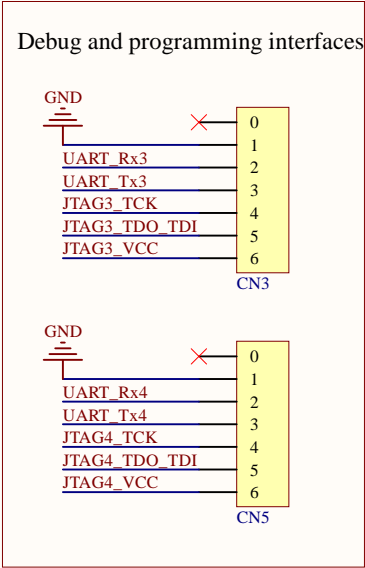 Debug and programming interfaces
GND
0
1
UART_Rx3
2
UART_Tx3
3
JTAG3_TCK
4
JTAG3_TDO_TDI
5
JTAG3_VCC
6
CN3
GND
0
1
UART_Rx4
2
UART_Tx4
3
JTAG4_TCK
4
JTAG4_TDO_TDI
5
JTAG4_VCC
6
CN5